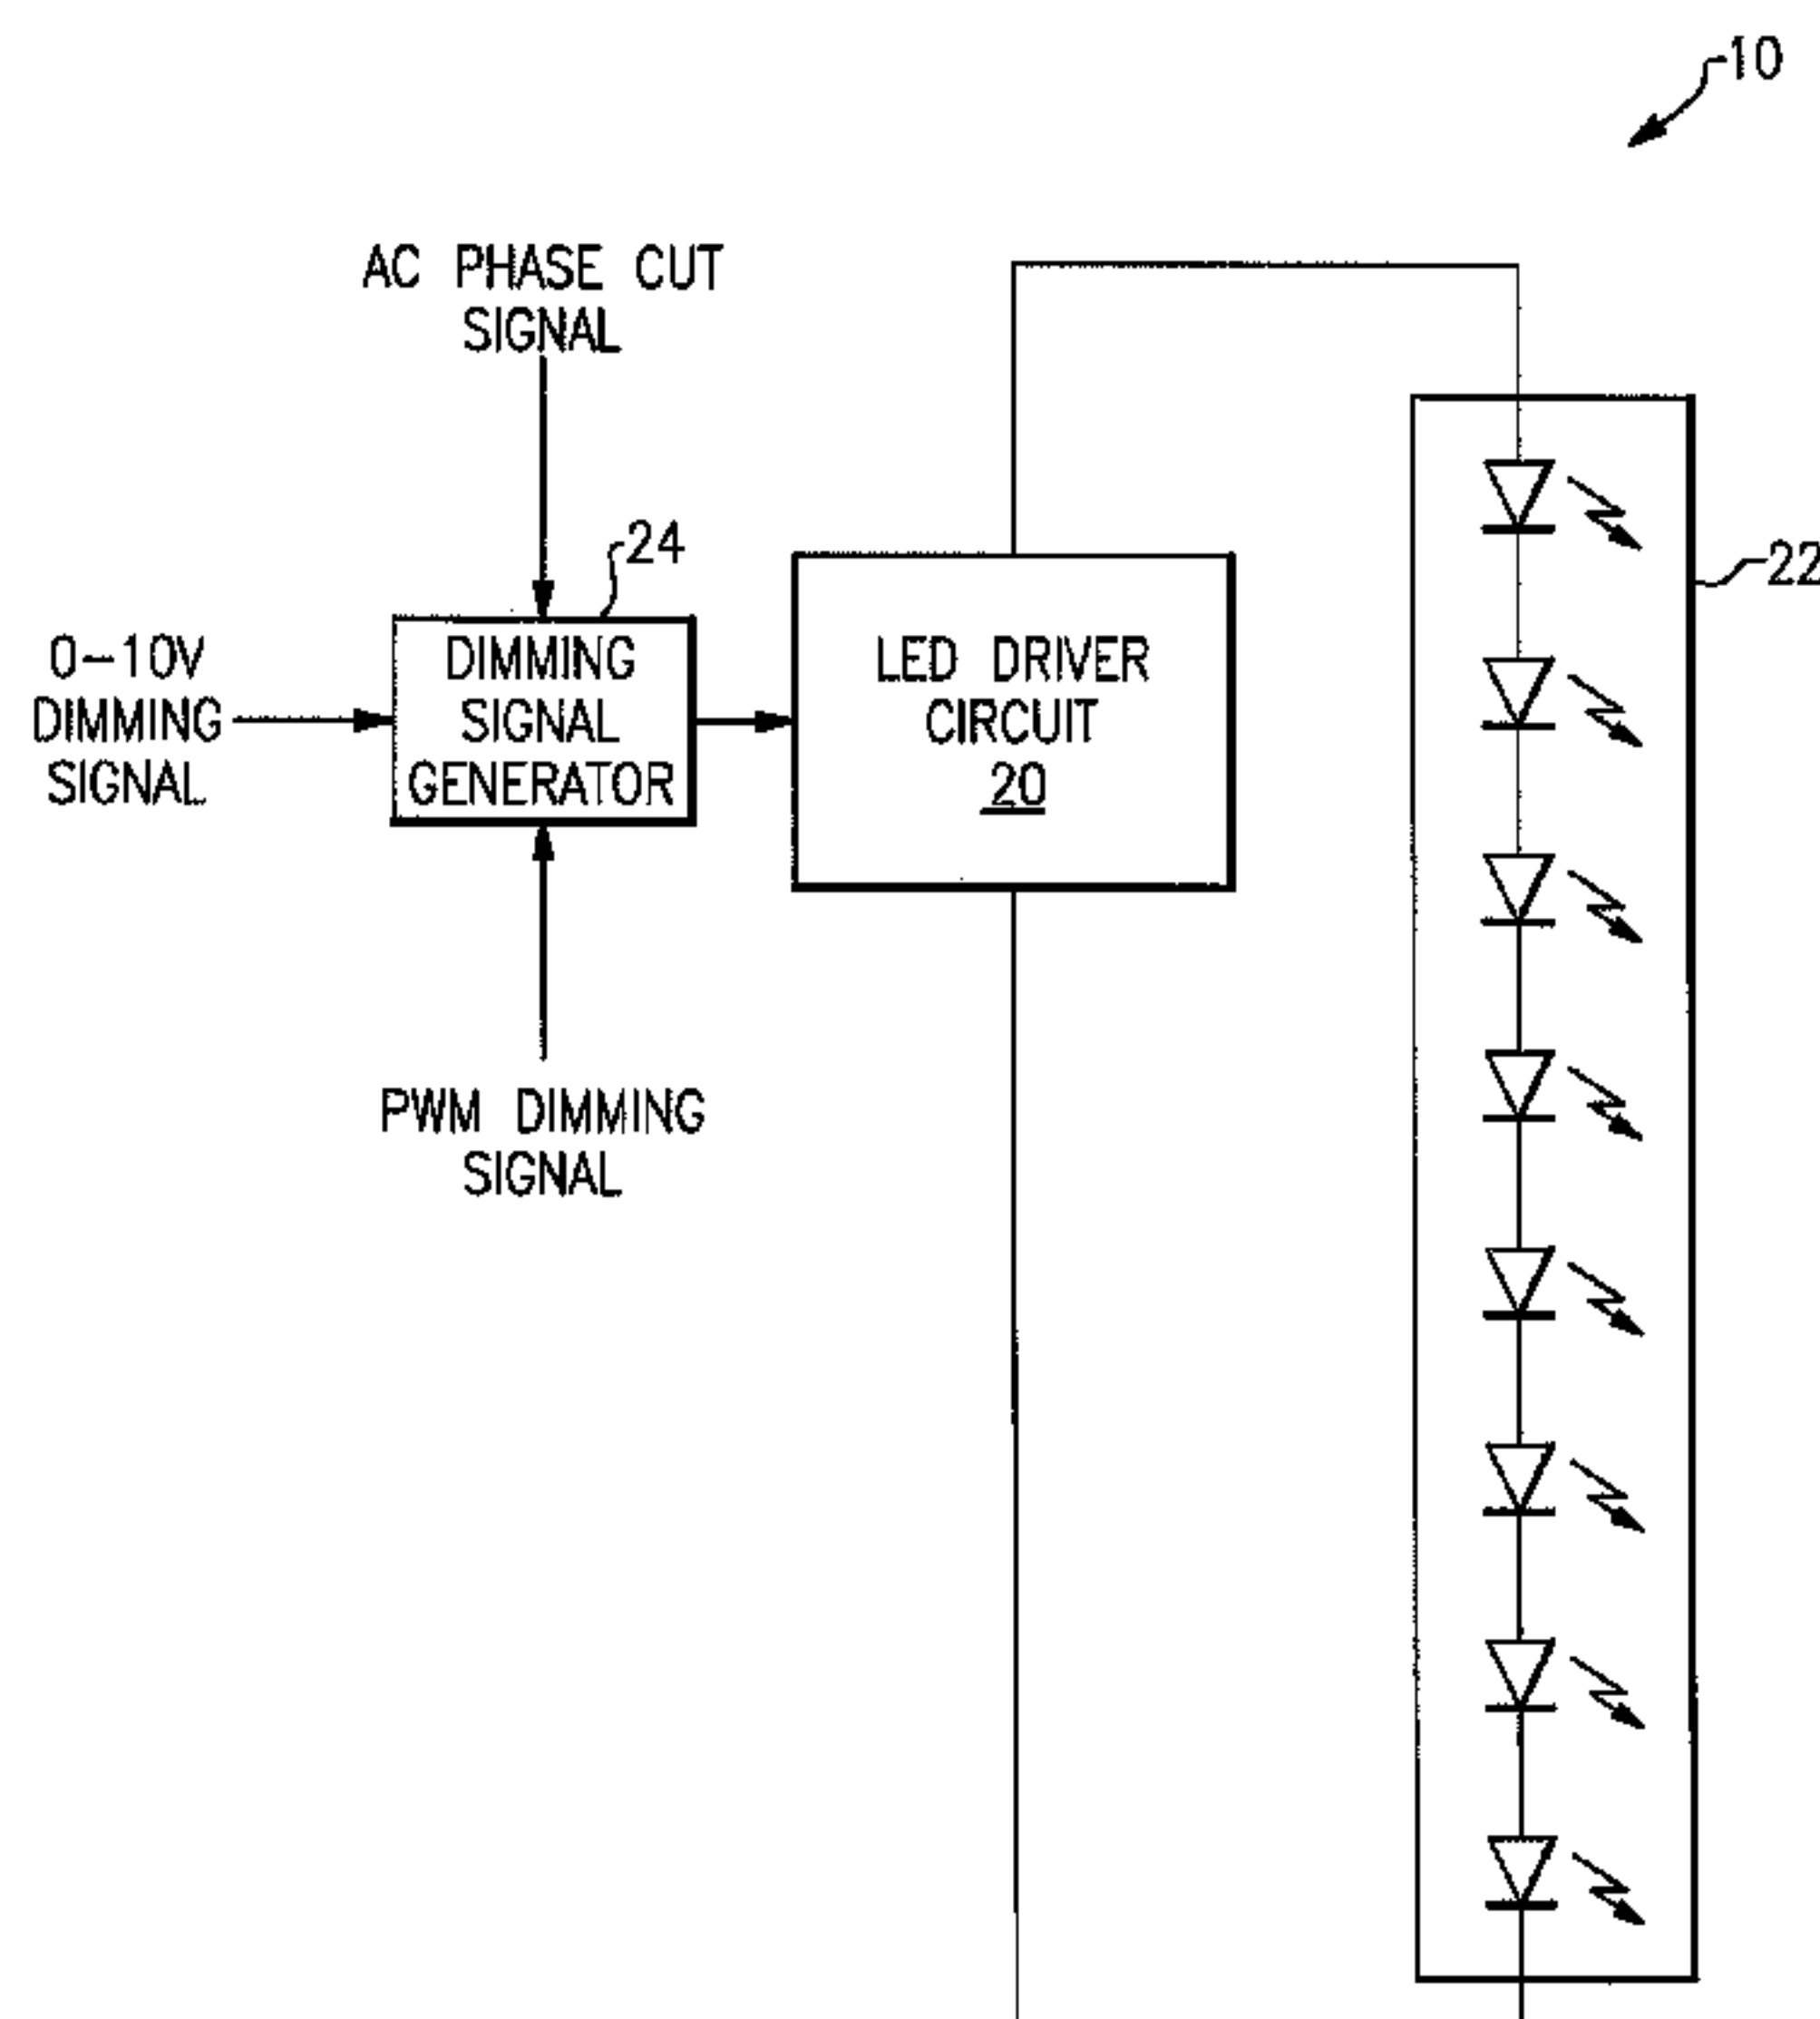 10
AC PHASE CUT
SIGNAL
24
0-10V
DIMMING
SIGNAL
DIMMING
SIGNAL
GENERATOR
LED DRIVER
CIRCUIT
20
22
PWM DIMMING
SIGNAL